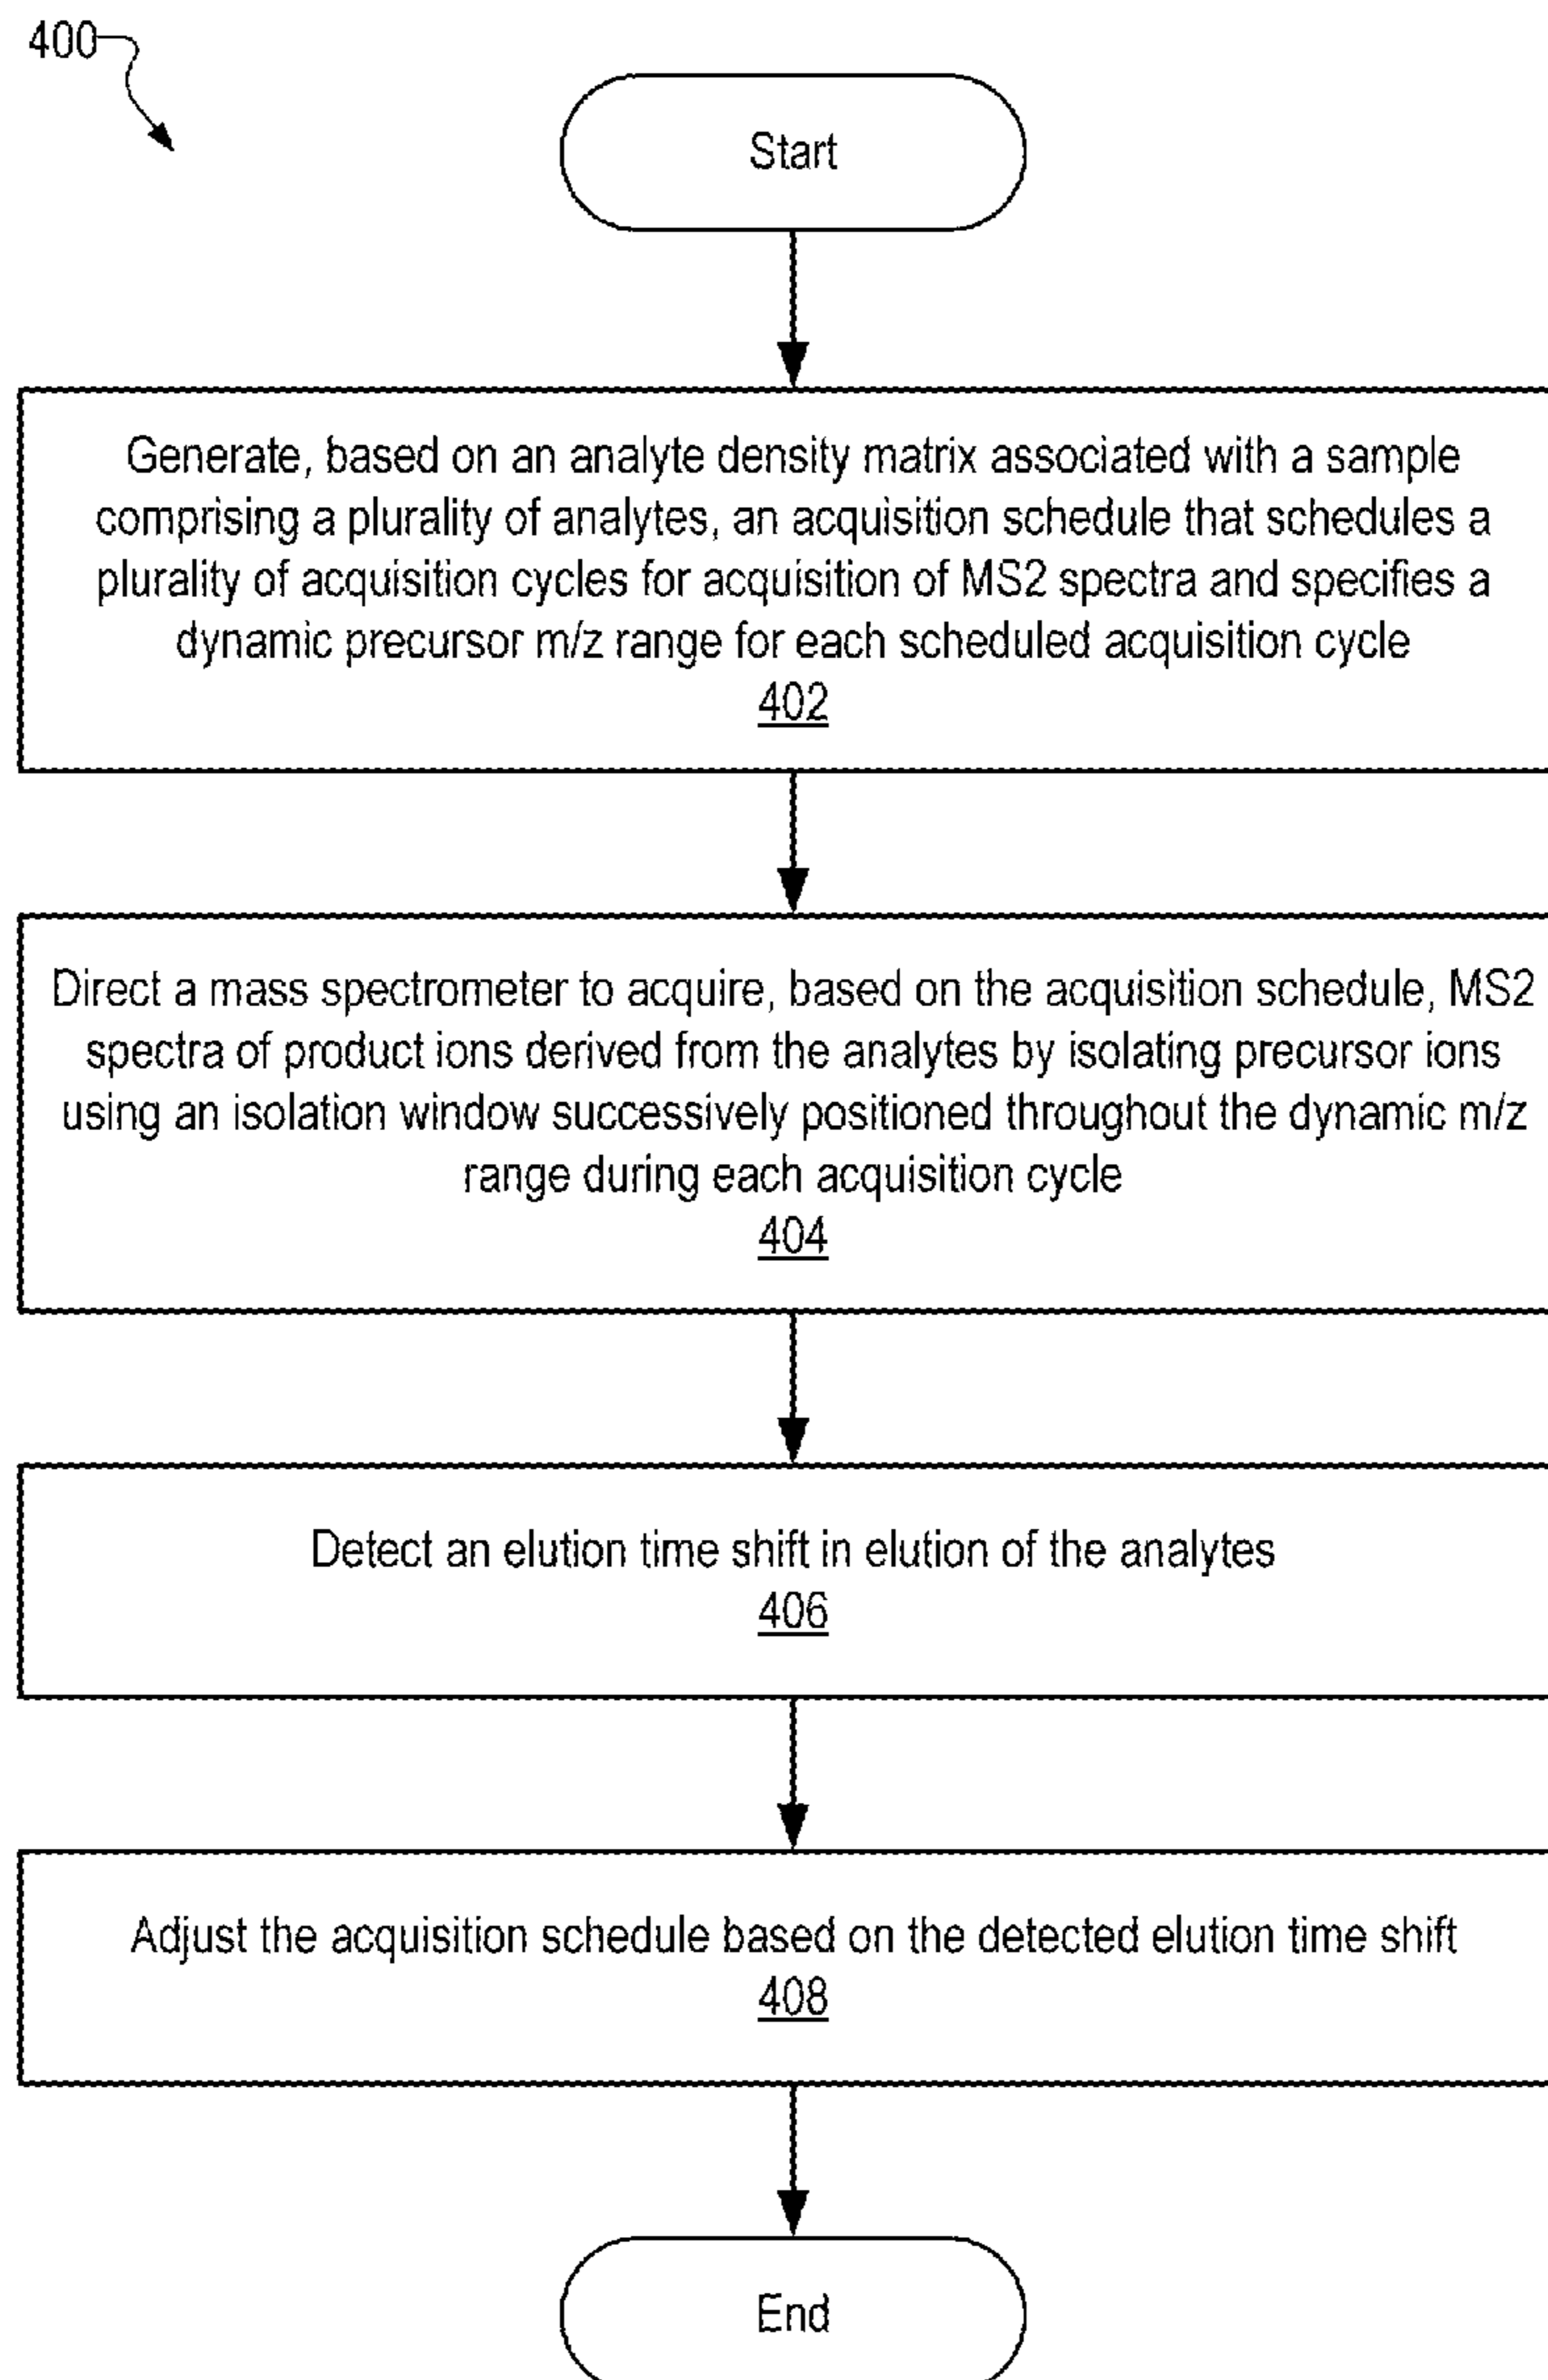 400
Start
Generate, based on an analyte density matrix associated with a sample
comprising a plurality of analytes, an acquisition schedule that schedules a
plurality of acquisition cycles for acquisition of MS2 spectra and specifies a
dynamic precursor m/z range for each scheduled acquisition cycle
402
Direct a mass spectrometer to acquire, based on the acquisition schedule, MS2
spectra of product ions derived from the analytes by isolating precursor ions
using an isolation window successively positioned throughout the dynamic m/z
range during each acquisition cycle
404
Detect an elution time shift in elution of the analytes
406
Adjust the acquisition schedule based on the detected elution time shift
408
End